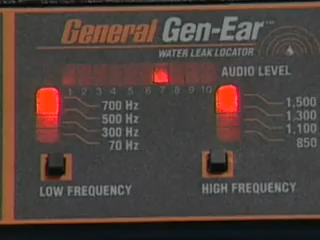 General Gen-Ear™
WATER LEAK LOCATOR
AUDIO LEVEL
1 2 3 4 5 6 7 8 9 10
700 Hz
500 Hz
300 Hz
70 Hz
1,500
1,300
1,100
850
LOW FREQUENCY
HIGH FREQUENCY